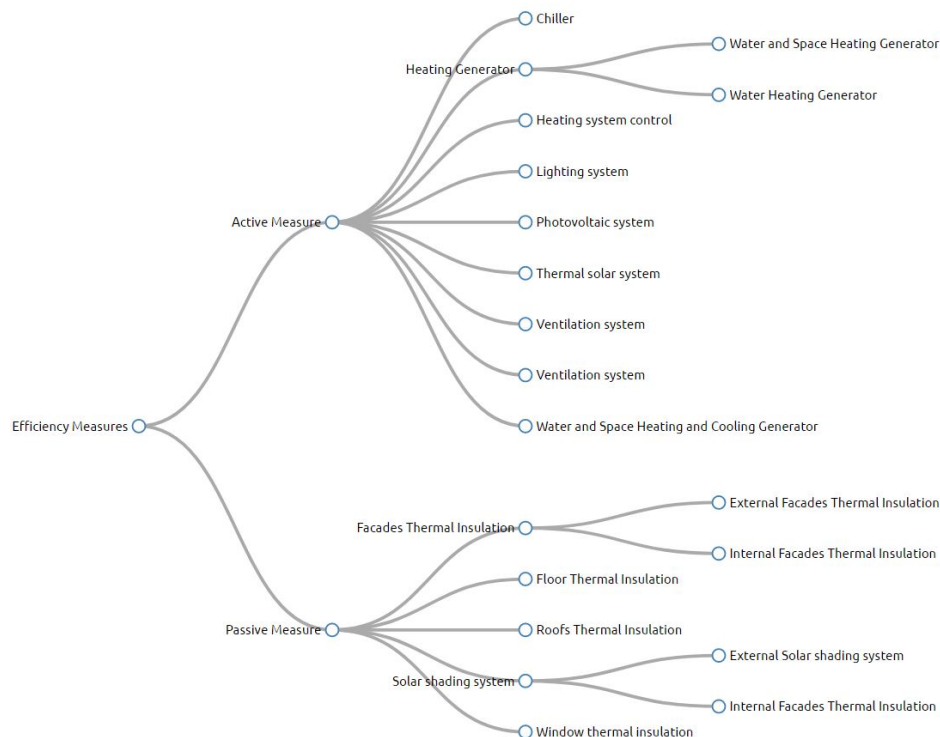 Chiller
Water and Space Heating Generator
Heating Generator
Water Heating Generator
Heating system control
Lighting system
Active Measure
Photovoltaic system
Thermal solar system
Ventilation system
Ventilation system
Efficiency Measures
Water and Space Heating and Cooling Generator
External Facades Thermal Insulation
Facades Thermal Insulation
Internal Facades Thermal Insulation
Floor Thermal Insulation
Passive Measure
Roofs Thermal Insulation
External Solar shading system
Solar shading system
Internal Facades Thermal Insulation
Window thermal insulation